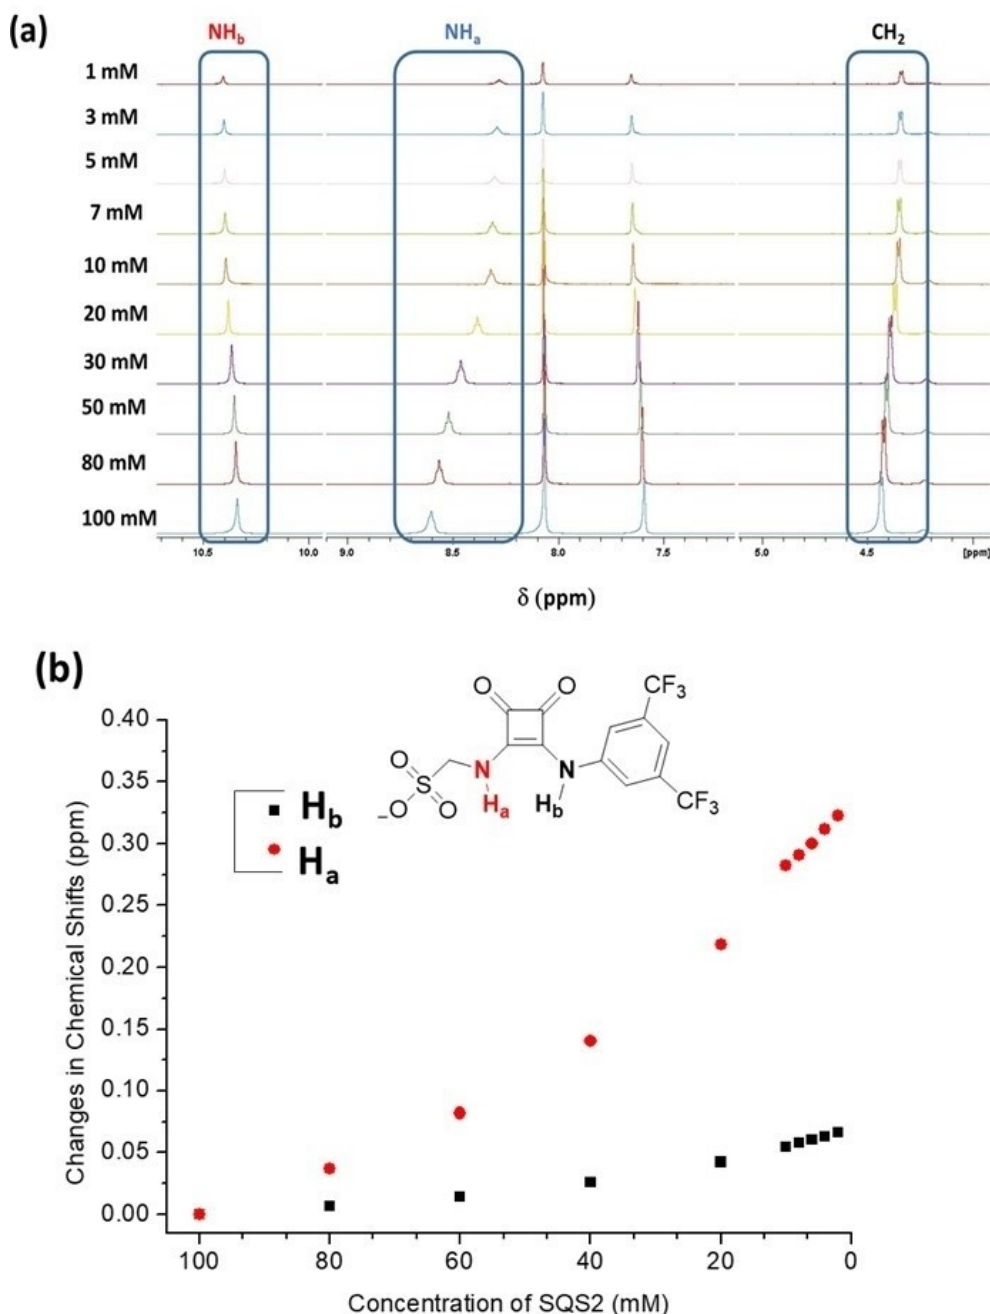 (a)
NHb NHa CH2
1 mM
3 mM
5 mM
7 mM
10 mM
20 mM
30 mM
50 mM
80 mM
100 mM
10.5 10.0 9.0 8.5 8.0 7.5 5.0 4.5 [ppm]
δ (ppm)
(b)
Changes in Chemical Shifts (ppm)
0.40
0.35
0.30
0.25
0.20
0.15
0.10
0.05
0.00
Hb
Ha
O O
CF3
O
S
−O O
N N
Ha Hb
CF3
100 80 60 40 20 0
Concentration of SQS2 (mM)